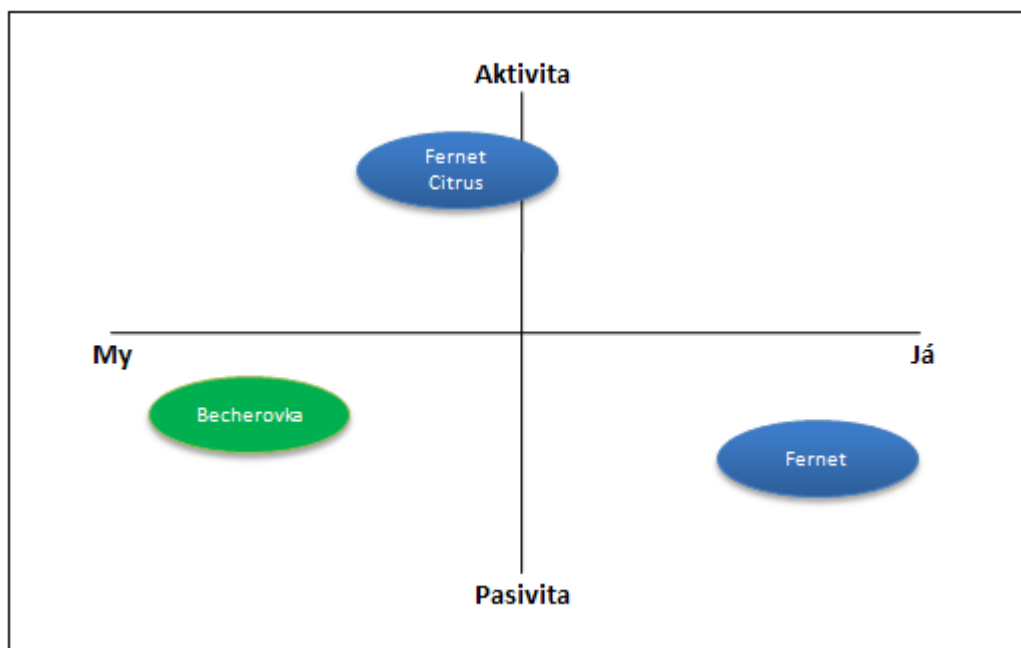 Aktivita
Fernet
Citrus
My
Já
Becherovka
Fernet
Pasivita